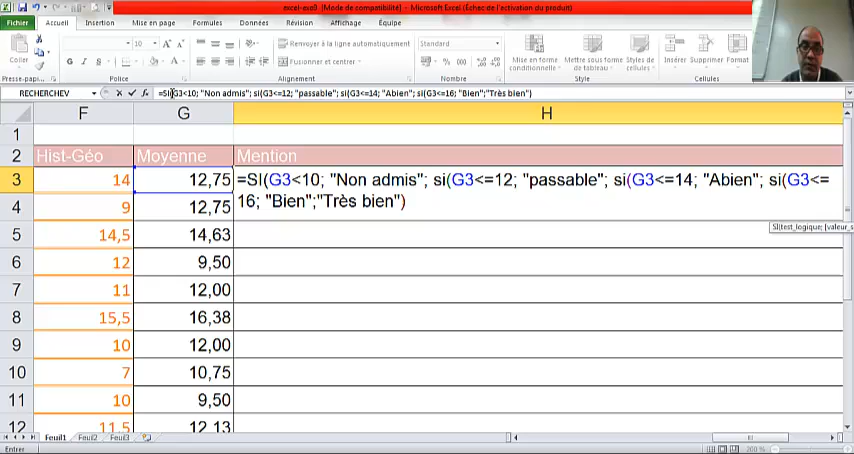 excel-eva3 [Mode de compatibilité] - Microsoft Excel (Échec de l'activation du produit)
Fichier Accueil Insertion Mise en page Formules Données Révision Affichage Équipe
10
Renvoyer à la ligne automatiquement
Standard
Coller
Fusionner et centrer
Mise en forme conditionnelle
Mettre sous forme de tableau
Styles de cellules
Insérer Supprimer Format
Presse-pap... Police Alignement Nombre Style Cellules
RECHERCHEV =SI(G3<10; "Non admis"; si(G3<=12; "passable"; si(G3<=14; "Abien"; si(G3<=16; "Bien";"Très bien")
F G H
1
2 Hist-Géo Moyenne Mention
3 14 12,75 =SI(G3<10; "Non admis"; si(G3<=12; "passable"; si(G3<=14; "Abien"; si(G3<=
16; "Bien";"Très bien")
4 9 12,75
SI(test_logique; [valeur_s
5 14,5 14,63
6 12 9,50
7 11 12,00
8 15,5 16,38
9 10 12,00
10 7 10,75
11 10 9,50
12 11,5 12,13
Feuil1 Feuil2 Feuil3
Entrer 200 %